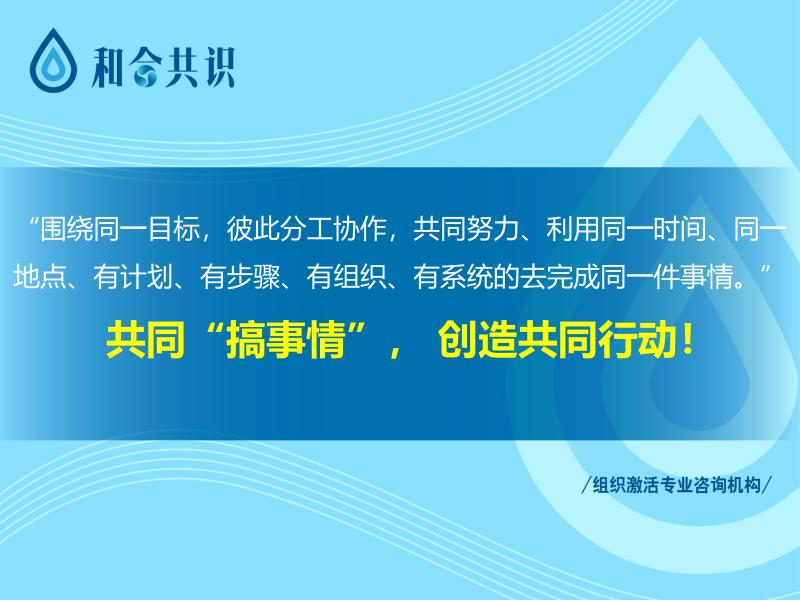 和合共识
“围绕同一目标，彼此分工协作，共同努力、利用同一时间、同一
地点、有计划、有步骤、有组织、有系统的去完成同一件事情。”
共同“搞事情”， 创造共同行动！
/组织激活专业咨询机构/